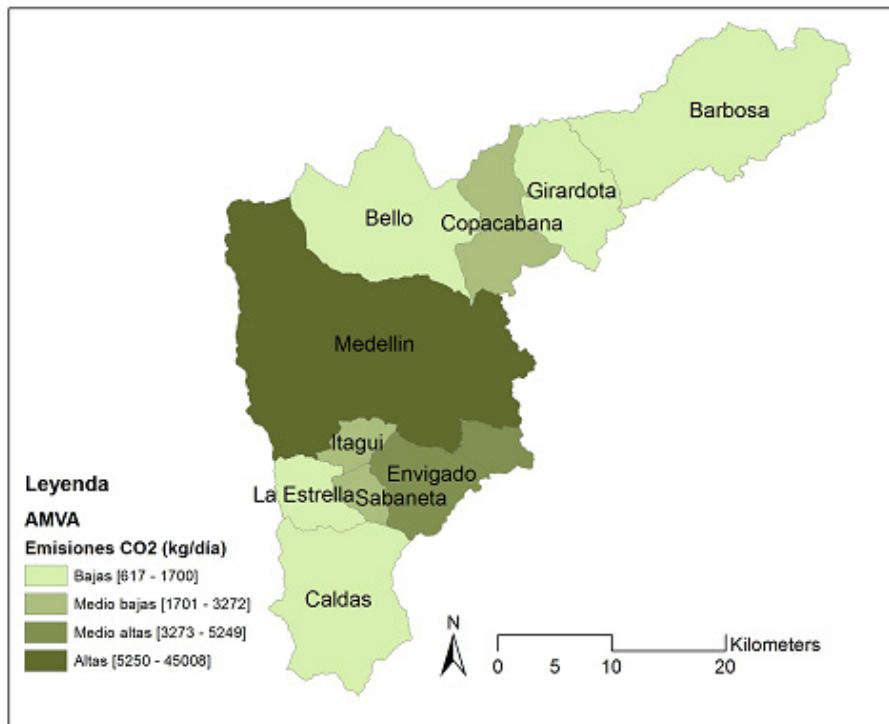 Barbosa
Girardota
Bello
Copacabana
Medellin
Itagui
Envigado
La Estrella
Sabaneta
Caldas
Leyenda
AMVA
Emisiones CO2 (kg/día)
Bajas [617 - 1700]
Medio bajas [1701 - 3272]
Medio altas [3273 - 5249]
Altas [5250 - 45008]
N
Kilometers
0 5 10 20